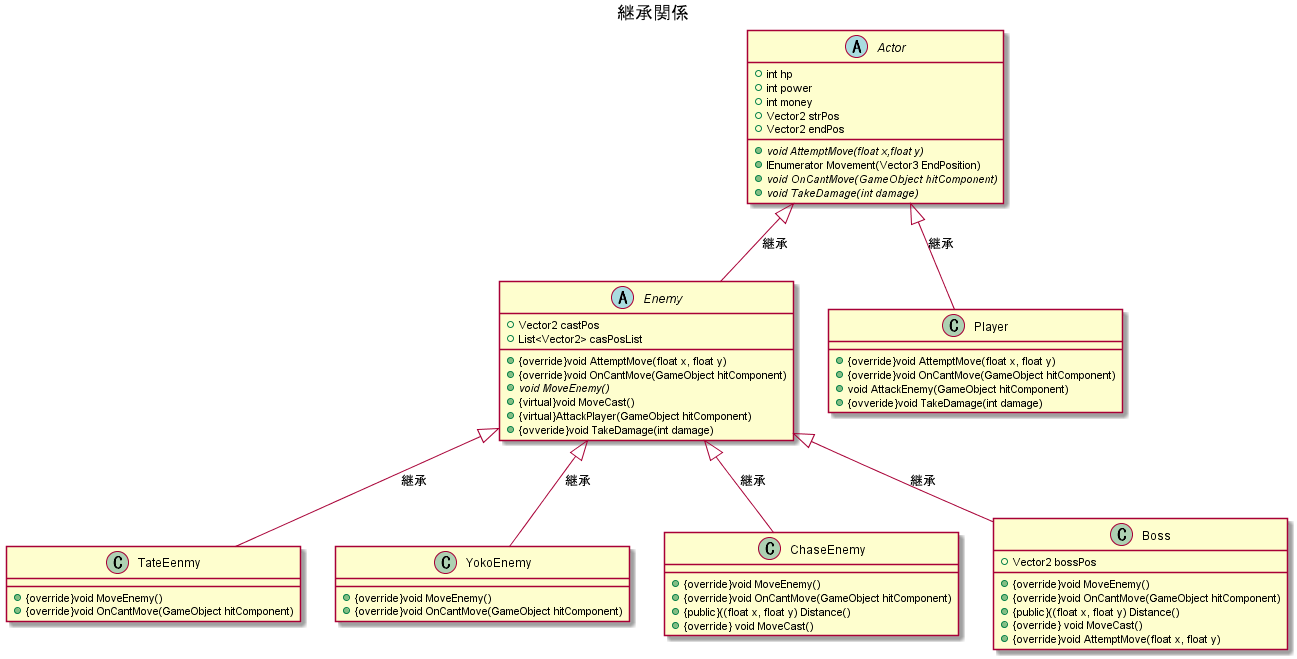 継承関係
A Actor
int hp
int power
int money
Vector2 strPos
Vector2 endPos
void AttemptMove(float x,float y)
IEnumerator Movement(Vector3 EndPosition)
void OnCantMove(GameObject hitComponent)
void TakeDamage(int damage)
継承
継承
A Enemy
Vector2 castPos
List<Vector2> casPosList
{override}void AttemptMove(float x, float y)
{override}void OnCantMove(GameObject hitComponent)
void MoveEnemy()
{virtual}void MoveCast()
{virtual}AttackPlayer(GameObject hitComponent)
{ovveride}void TakeDamage(int damage)
C Player
{override}void AttemptMove(float x, float y)
{override}void OnCantMove(GameObject hitComponent)
void AttackEnemy(GameObject hitComponent)
{ovveride}void TakeDamage(int damage)
継承
継承
継承
継承
C TateEenmy
{override}void MoveEnemy()
{override}void OnCantMove(GameObject hitComponent)
C YokoEnemy
{override}void MoveEnemy()
{override}void OnCantMove(GameObject hitComponent)
C ChaseEnemy
{override}void MoveEnemy()
{override}void OnCantMove(GameObject hitComponent)
{public}((float x, float y) Distance()
{override} void MoveCast()
C Boss
Vector2 bossPos
{override}void MoveEnemy()
{override}void OnCantMove(GameObject hitComponent)
{public}((float x, float y) Distance()
{override} void MoveCast()
{override}void AttemptMove(float x, float y)